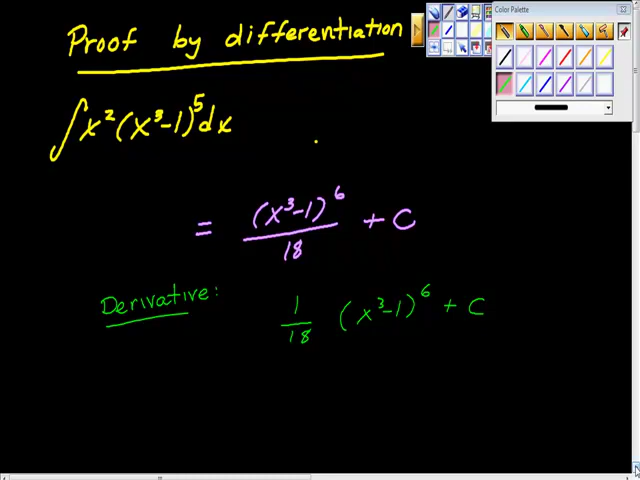 Proof by differentiation
Color Palette
∫x²(x³-1)⁵dx
= (x³-1)⁶/18 + C
Derivative: 1/18 (x³-1)⁶ + C